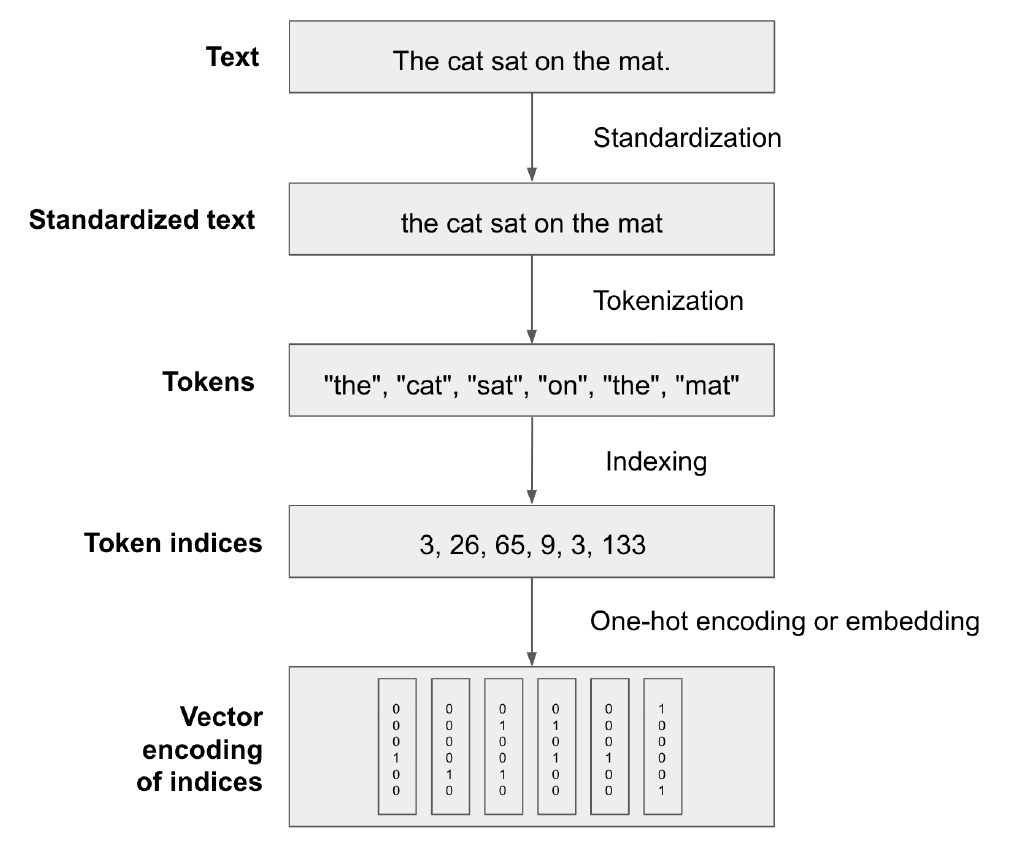 Text
The cat sat on the mat.
Standardization
Standardized text
the cat sat on the mat
Tokenization
Tokens
"the", "cat", "sat", "on", "the", "mat"
Indexing
Token indices
3, 26, 65, 9, 3, 133
One-hot encoding or embedding
Vector
encoding
of indices
0 0 0 0 0 1
0 0 1 1 0 0
0 0 0 0 0 0
1 0 0 1 1 0
0 1 1 0 0 0
0 0 0 0 0 1